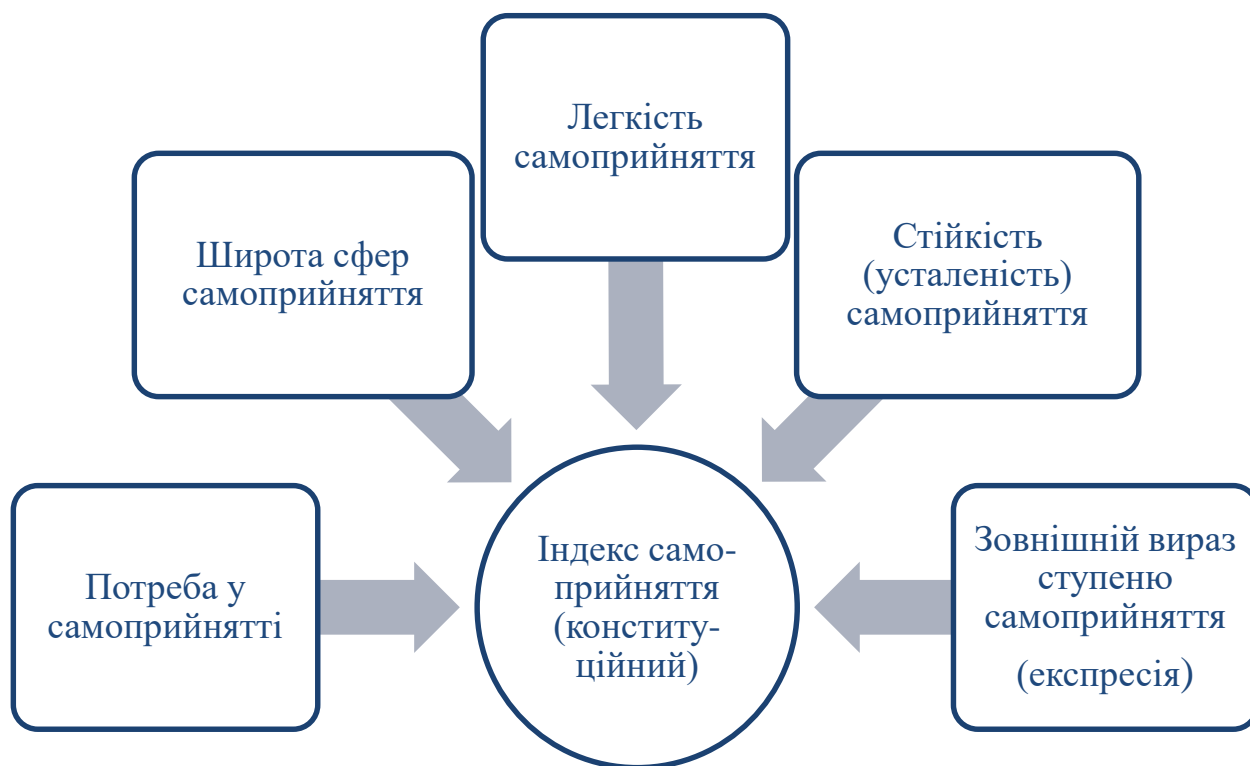 Легкість
самоприйняття
Широта сфер
самоприйняття
Стійкість
(усталеність)
самоприйняття
Потреба у
самоприйнятті
Індекс само-
прийняття
(конститу-
ційний)
Зовнішній вираз
ступеню
самоприйняття
(експресія)